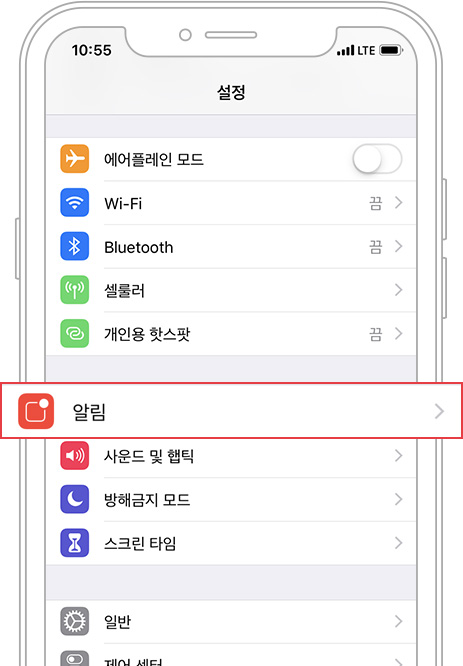 10:55 LTE
설정
에어플레인 모드
Wi-Fi 끔
Bluetooth 끔
셀룰러
개인용 핫스팟 끔
알림
사운드 및 햅틱
방해금지 모드
스크린 타임
일반
제어 센터